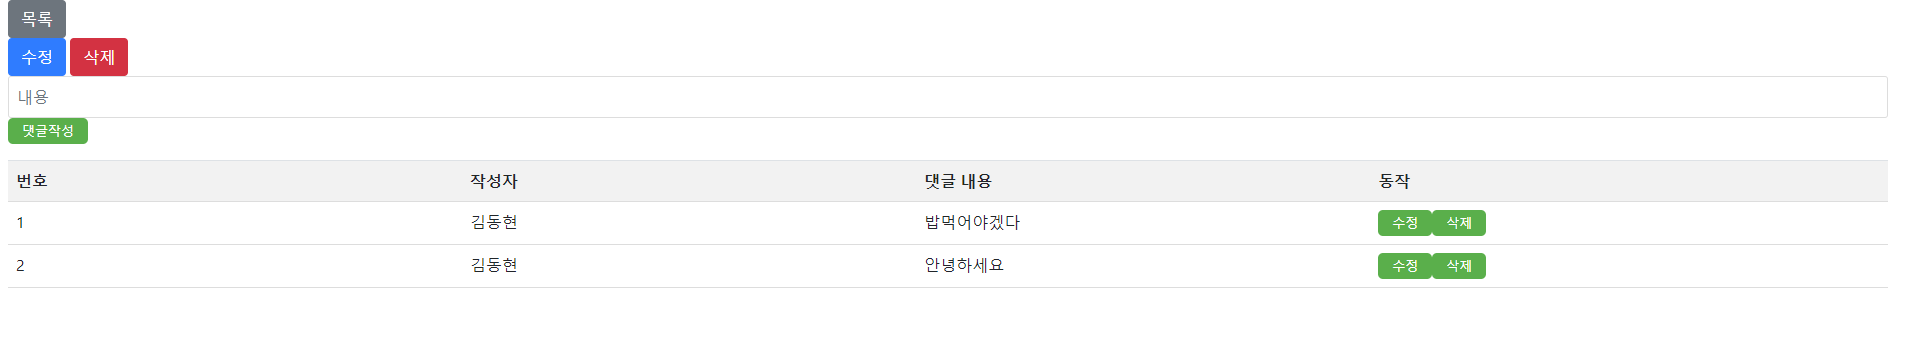 목록
수정 삭제
내용
댓글작성
번호 작성자 댓글 내용 동작
1 김동현 밥먹어야겠다 수정 삭제
2 김동현 안녕하세요 수정 삭제